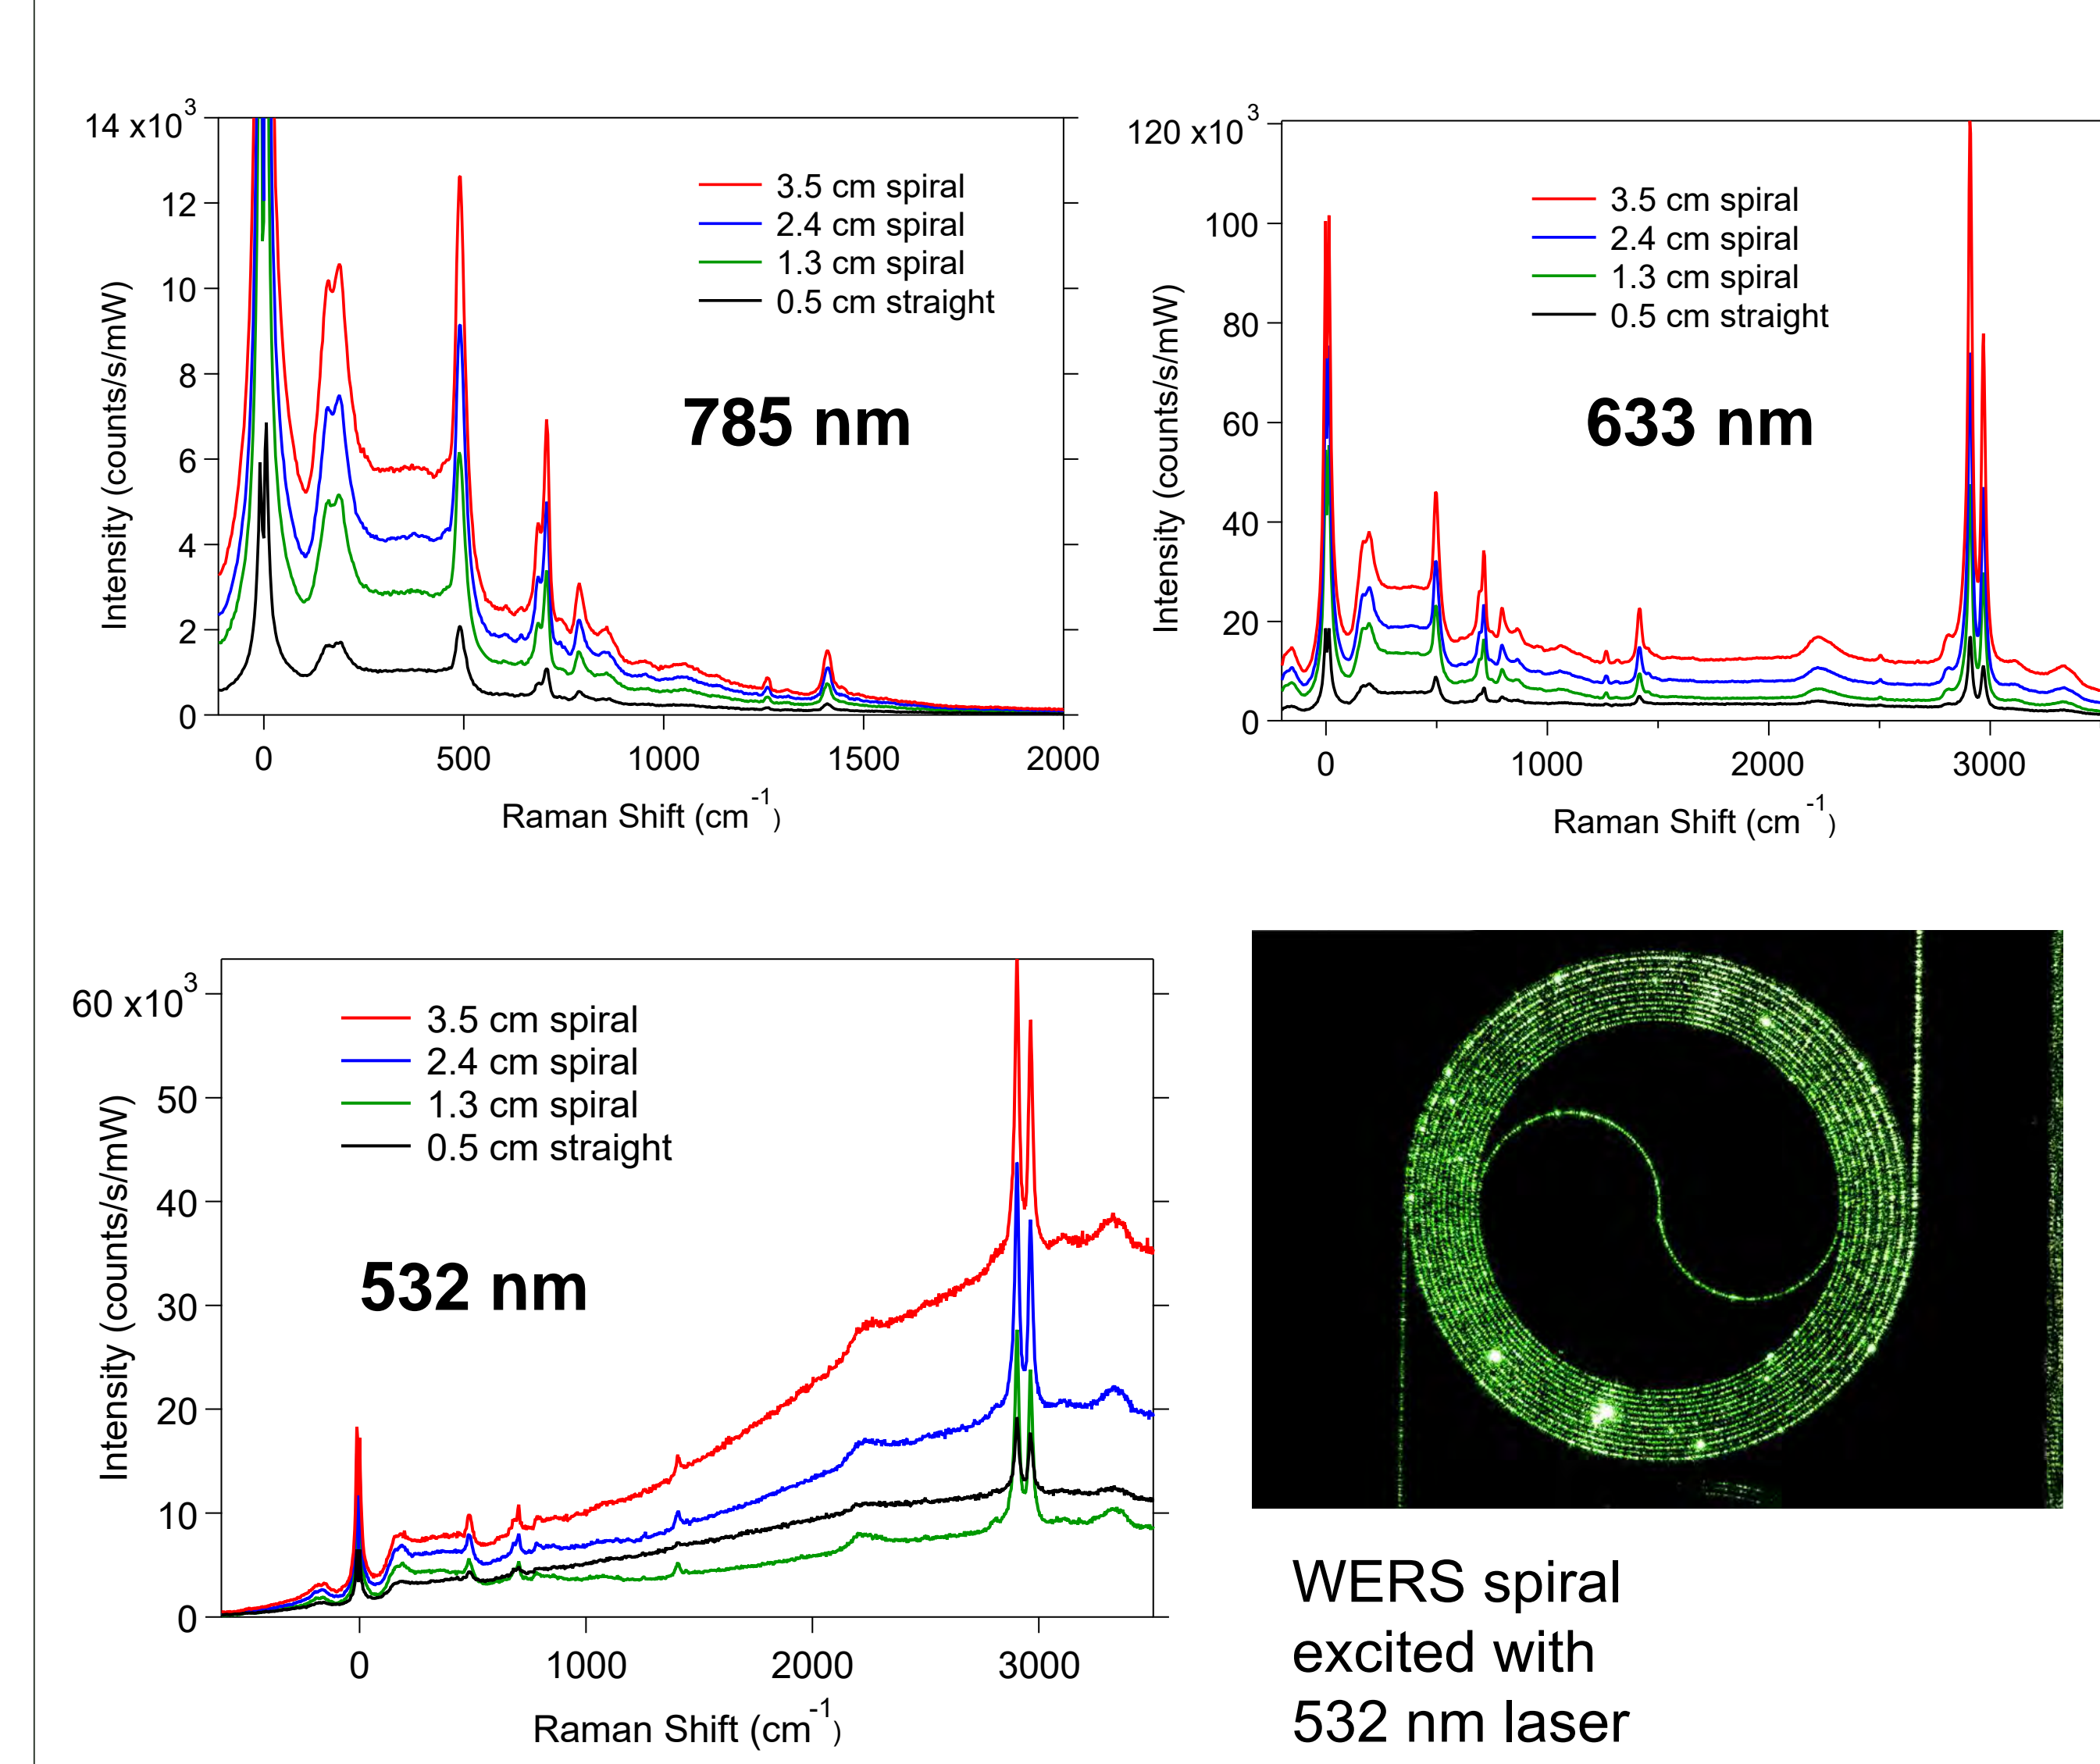 14 x10³
12
10
8
6
4
2
0
Intensity (counts/s/mW)
3.5 cm spiral
2.4 cm spiral
1.3 cm spiral
0.5 cm straight
785 nm
0 500 1000 1500 2000
Raman Shift (cm⁻¹)
120 x10³
100
80
60
40
20
0
Intensity (counts/s/mW)
3.5 cm spiral
2.4 cm spiral
1.3 cm spiral
0.5 cm straight
633 nm
0 1000 2000 3000
Raman Shift (cm⁻¹)
60 x10³
50
40
30
20
10
0
Intensity (counts/s/mW)
3.5 cm spiral
2.4 cm spiral
1.3 cm spiral
0.5 cm straight
532 nm
0 1000 2000 3000
Raman Shift (cm⁻¹)
WERS spiral
excited with
532 nm laser